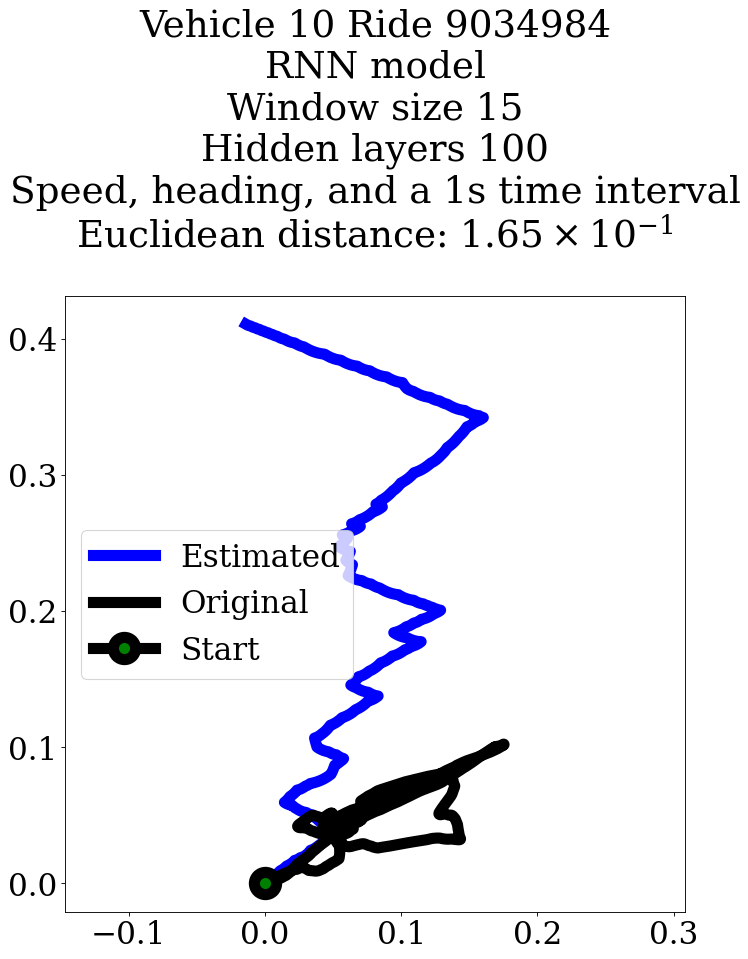 Vehicle 10 Ride 9034984
RNN model
Window size 15
Hidden layers 100
Speed, heading, and a 1s time interval
Euclidean distance: 1.65 × 10⁻¹
0.4
0.3
0.2
0.1
0.0
Estimated
Original
Start
−0.1 0.0 0.1 0.2 0.3